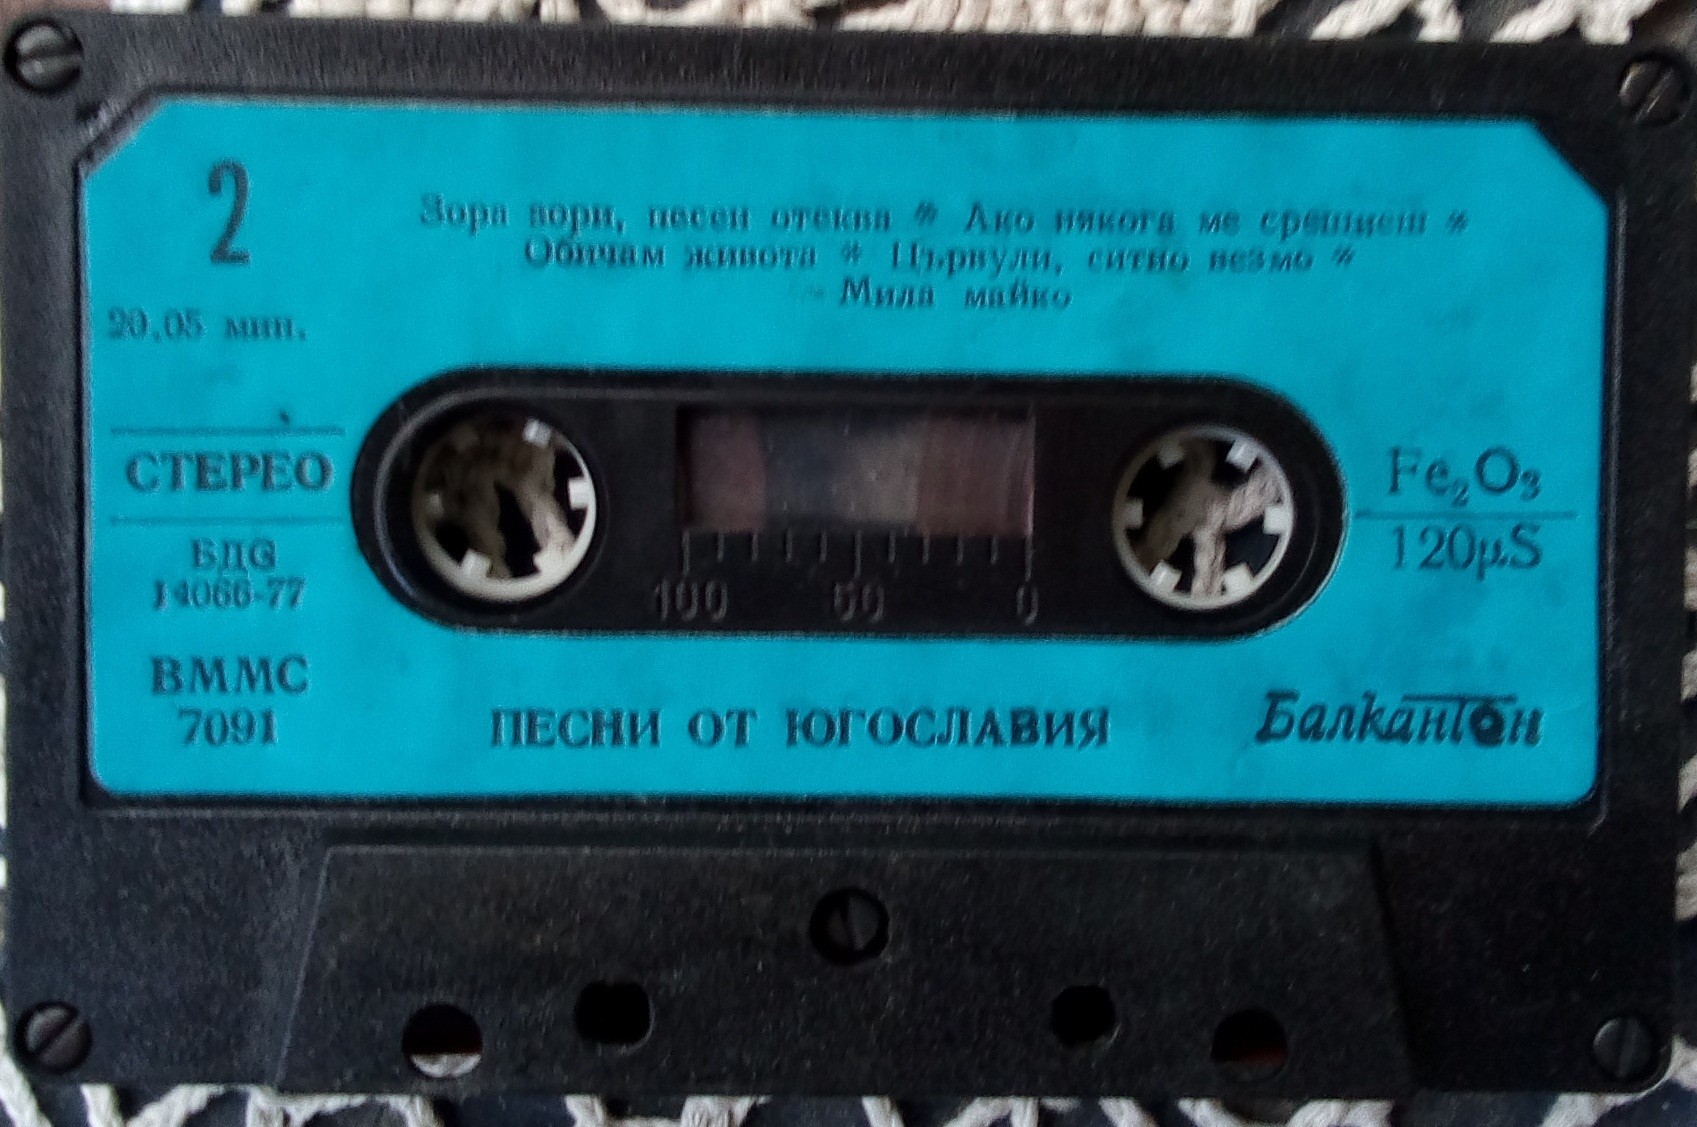 2
Зора зори, песен отеква * Ако някога ме срещнеш *
Обичам живота * Цървули, ситно везмо *
Мила майко
20.05 мин.
СТЕРЕО
БДС
14066-77
ВММС
7091
Fe₂O₃
120μS
100 50 0
ПЕСНИ ОТ ЮГОСЛАВИЯ
Балкантон